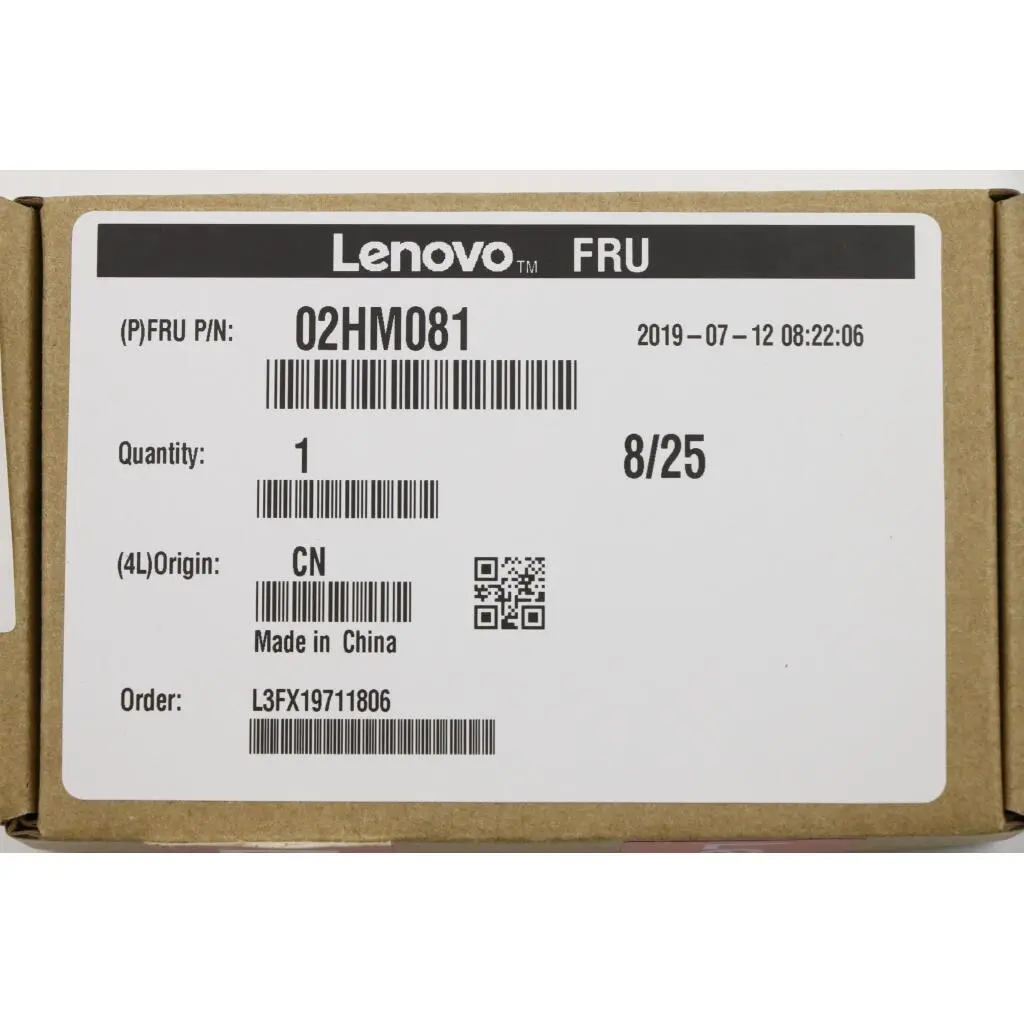 Lenovo™ FRU
(P)FRU P/N: 02HM081 2019-07-12 08:22:06
Quantity: 1 8/25
(4L)Origin: CN
Made in China
Order: L3FX19711806